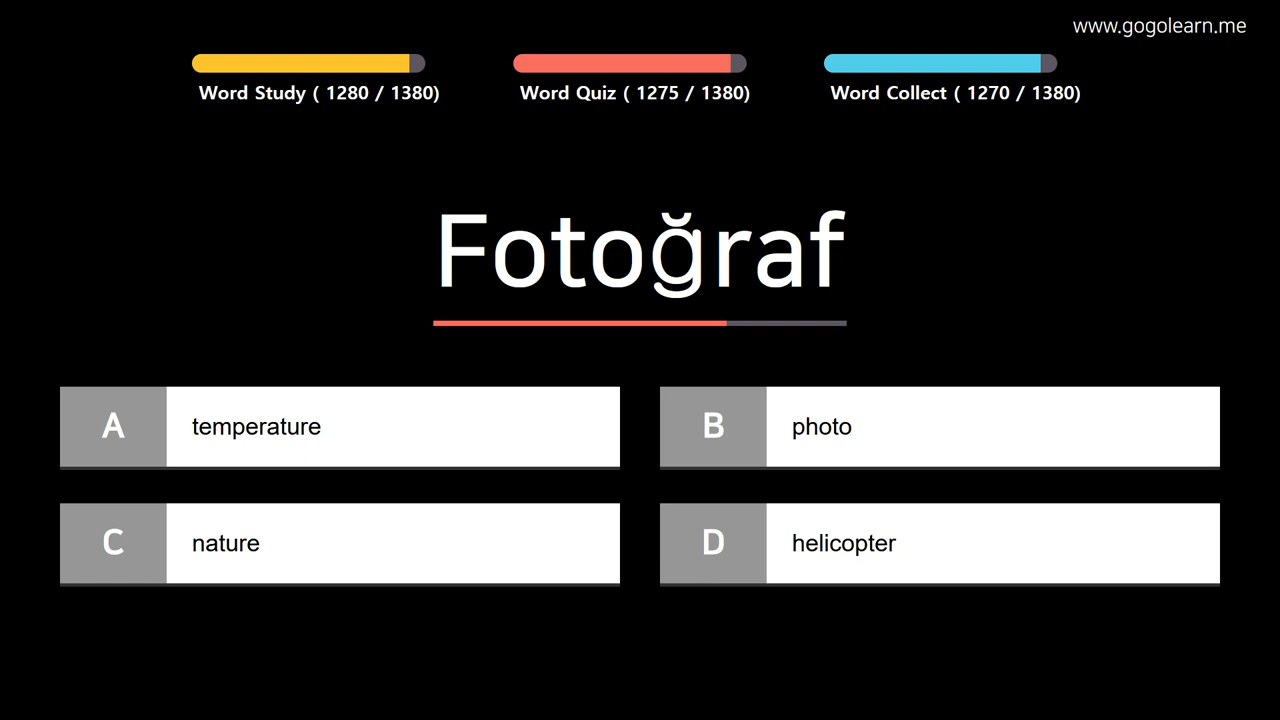 www.gogolearn.me
Word Study ( 1280 / 1380)
Word Quiz ( 1275 / 1380)
Word Collect ( 1270 / 1380)
Fotoğraf
A temperature
B photo
C nature
D helicopter